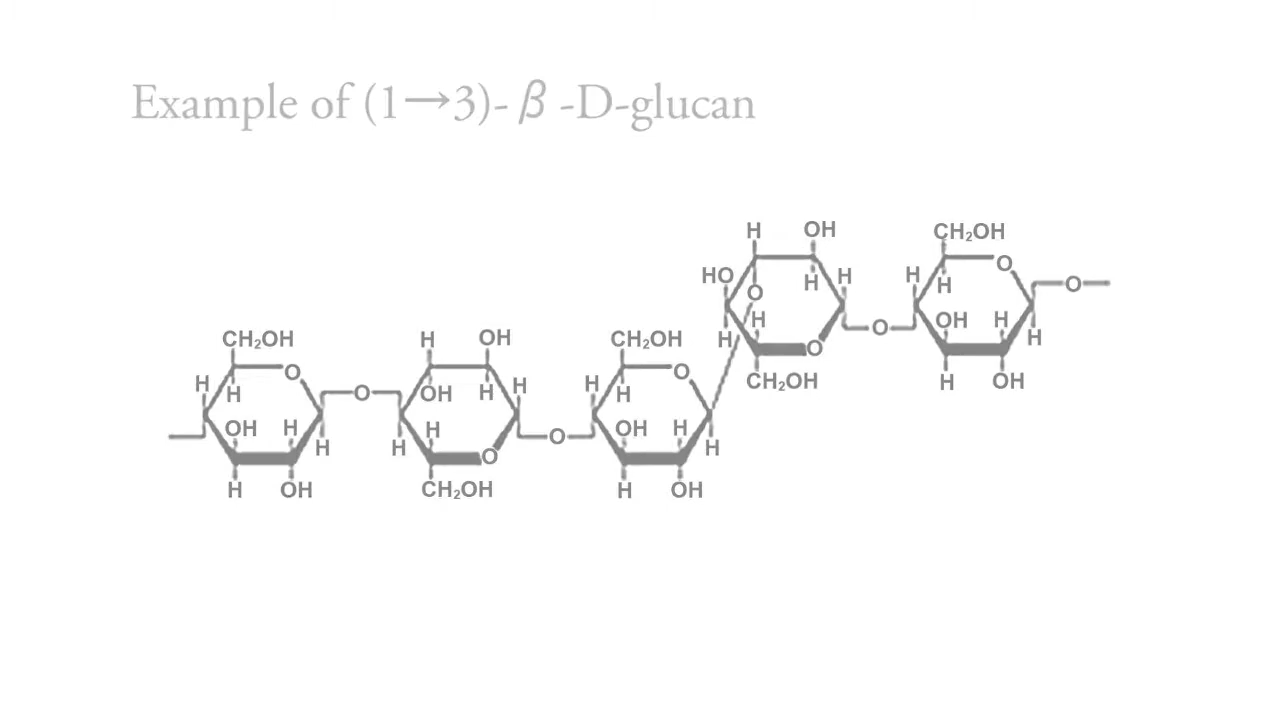 Example of (1→3)-β-D-glucan
H OH CH₂OH
HO O H H O
O H H
H H OH H H
O O
CH₂OH H OH CH₂OH O CH₂OH H OH
H O H H O
H OH H H H
O
OH H H H OH H
H H O O H
H OH CH₂OH H OH